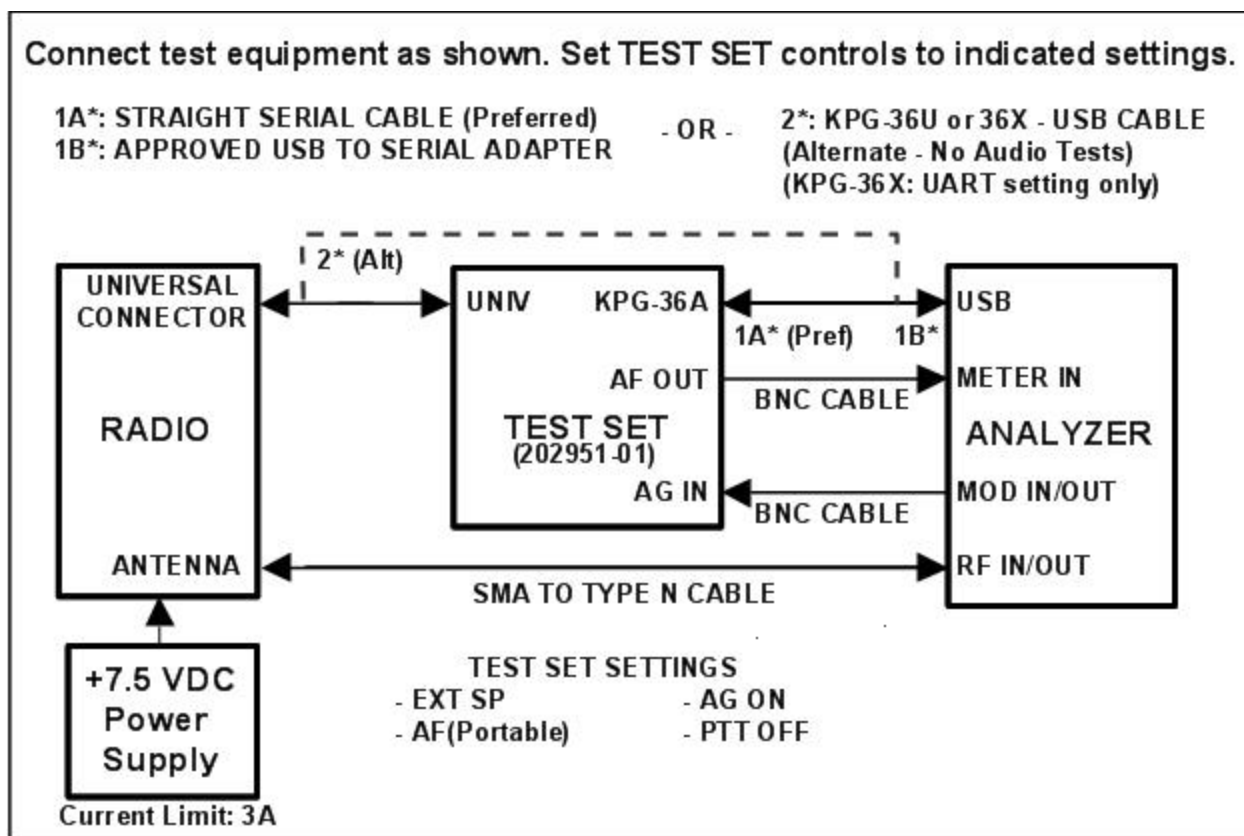 Connect test equipment as shown. Set TEST SET controls to indicated settings.
1A*: STRAIGHT SERIAL CABLE (Preferred)
1B*: APPROVED USB TO SERIAL ADAPTER
- OR -
2*: KPG-36U or 36X - USB CABLE
(Alternate - No Audio Tests)
(KPG-36X: UART setting only)
2* (Alt)
UNIVERSAL
CONNECTOR
RADIO
ANTENNA
UNIV
KPG-36A
AF OUT
TEST SET
(202951-01)
AG IN
1A* (Pref)
1B*
BNC CABLE
BNC CABLE
USB
METER IN
ANALYZER
MOD IN/OUT
RF IN/OUT
SMA TO TYPE N CABLE
+7.5 VDC
Power
Supply
Current Limit: 3A
TEST SET SETTINGS
- EXT SP
- AG ON
- AF(Portable)
- PTT OFF